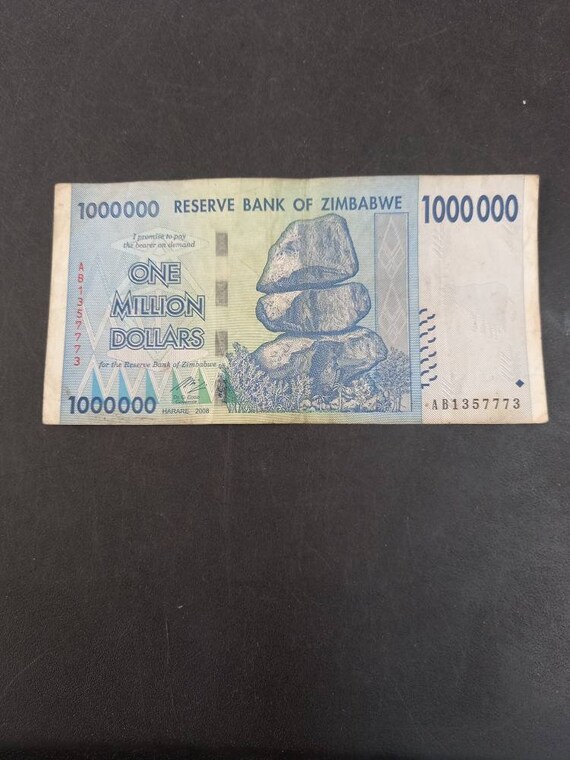 1000000 RESERVE BANK OF ZIMBABWE 1000000
I promise to pay
the bearer on demand
AB1357773
ONE
MILLION
DOLLARS
for the Reserve Bank of Zimbabwe
1000000
HARARE 2008
AB1357773